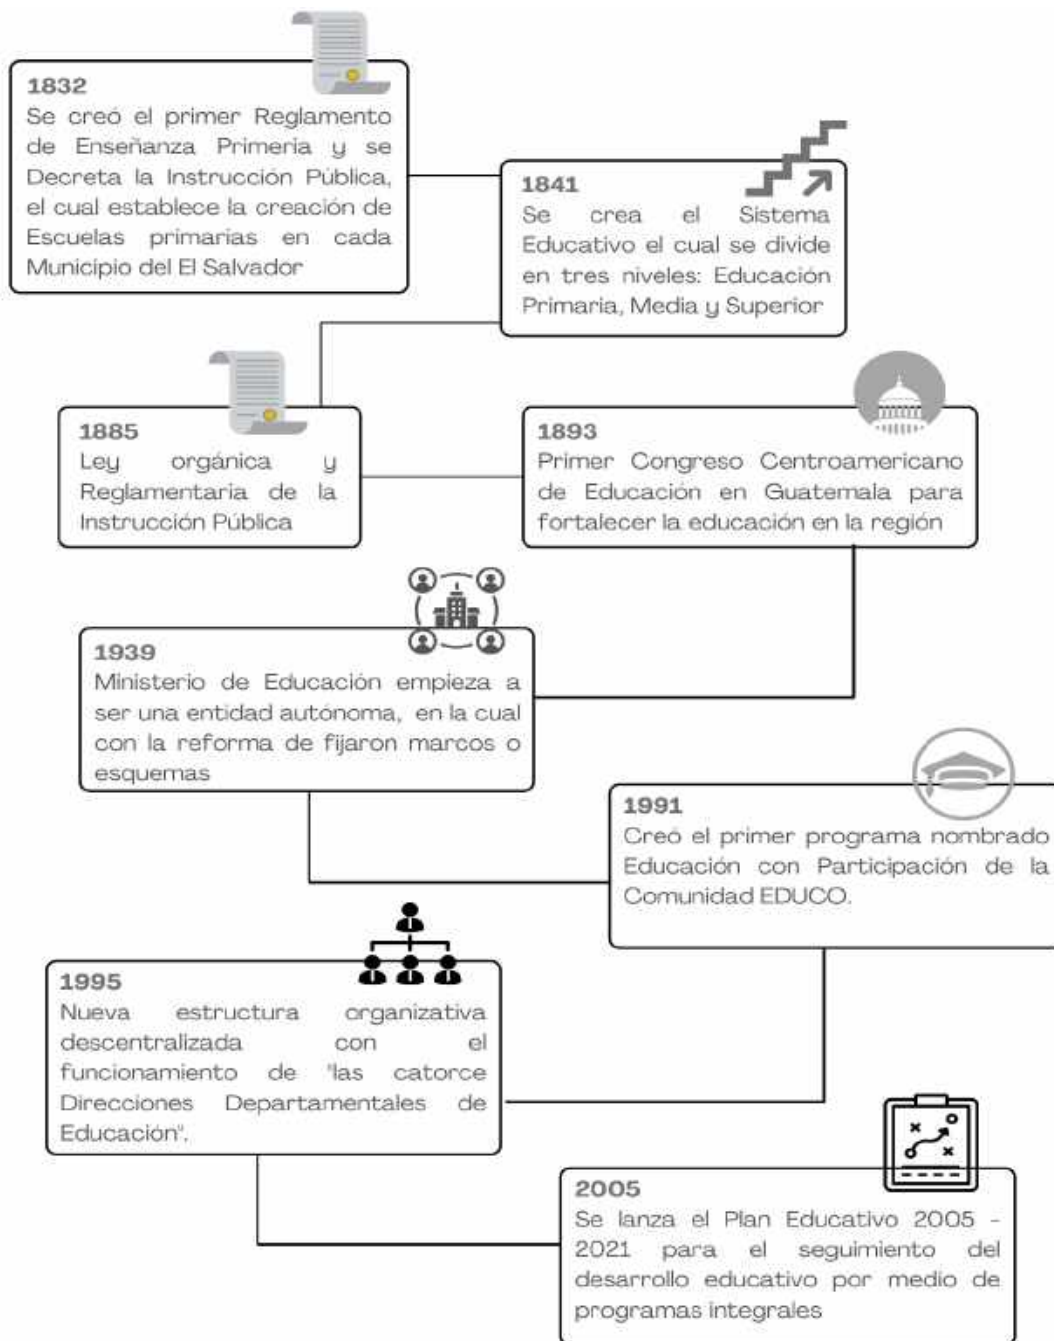 1832
Se creó el primer Reglamento
de Enseñanza Primeria y se
Decreta la Instrucción Pública,
el cual establece la creación de
Escuelas primarias en cada
Municipio del El Salvador
1841
Se crea el Sistema
Educativo el cual se divide
en tres niveles: Educación
Primaria, Media y Superior
1885
Ley orgánica y
Reglamentaria de la
Instrucción Pública
1893
Primer Congreso Centroamericano
de Educación en Guatemala para
fortalecer la educación en la región
1939
Ministerio de Educación empieza a
ser una entidad autónoma, en la cual
con la reforma de fijaron marcos o
esquemas
1991
Creó el primer programa nombrado
Educación con Participación de la
Comunidad EDUCO.
1995
Nueva estructura organizativa
descentralizada con el
funcionamiento de "las catorce
Direcciones Departamentales de
Educación".
2005
Se lanza el Plan Educativo 2005 -
2021 para el seguimiento del
desarrollo educativo por medio de
programas integrales